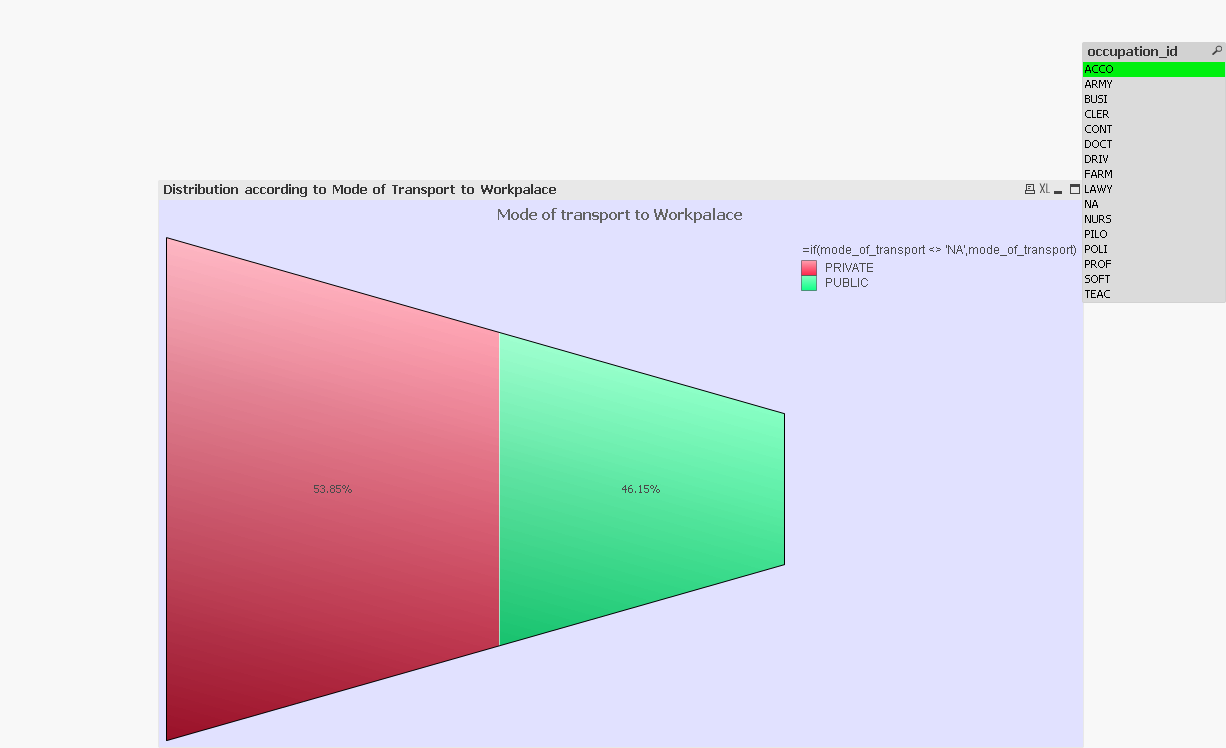 occupation_id
ACCO
ARMY
BUSI
CLER
CONT
DOCT
DRIV
FARM
LAWY
NA
NURS
PILO
POLI
PROF
SOFT
TEAC
Distribution according to Mode of Transport to Workpalace
XL
Mode of transport to Workpalace
=if(mode_of_transport <> 'NA',mode_of_transport)
PRIVATE
PUBLIC
53.85%
46.15%